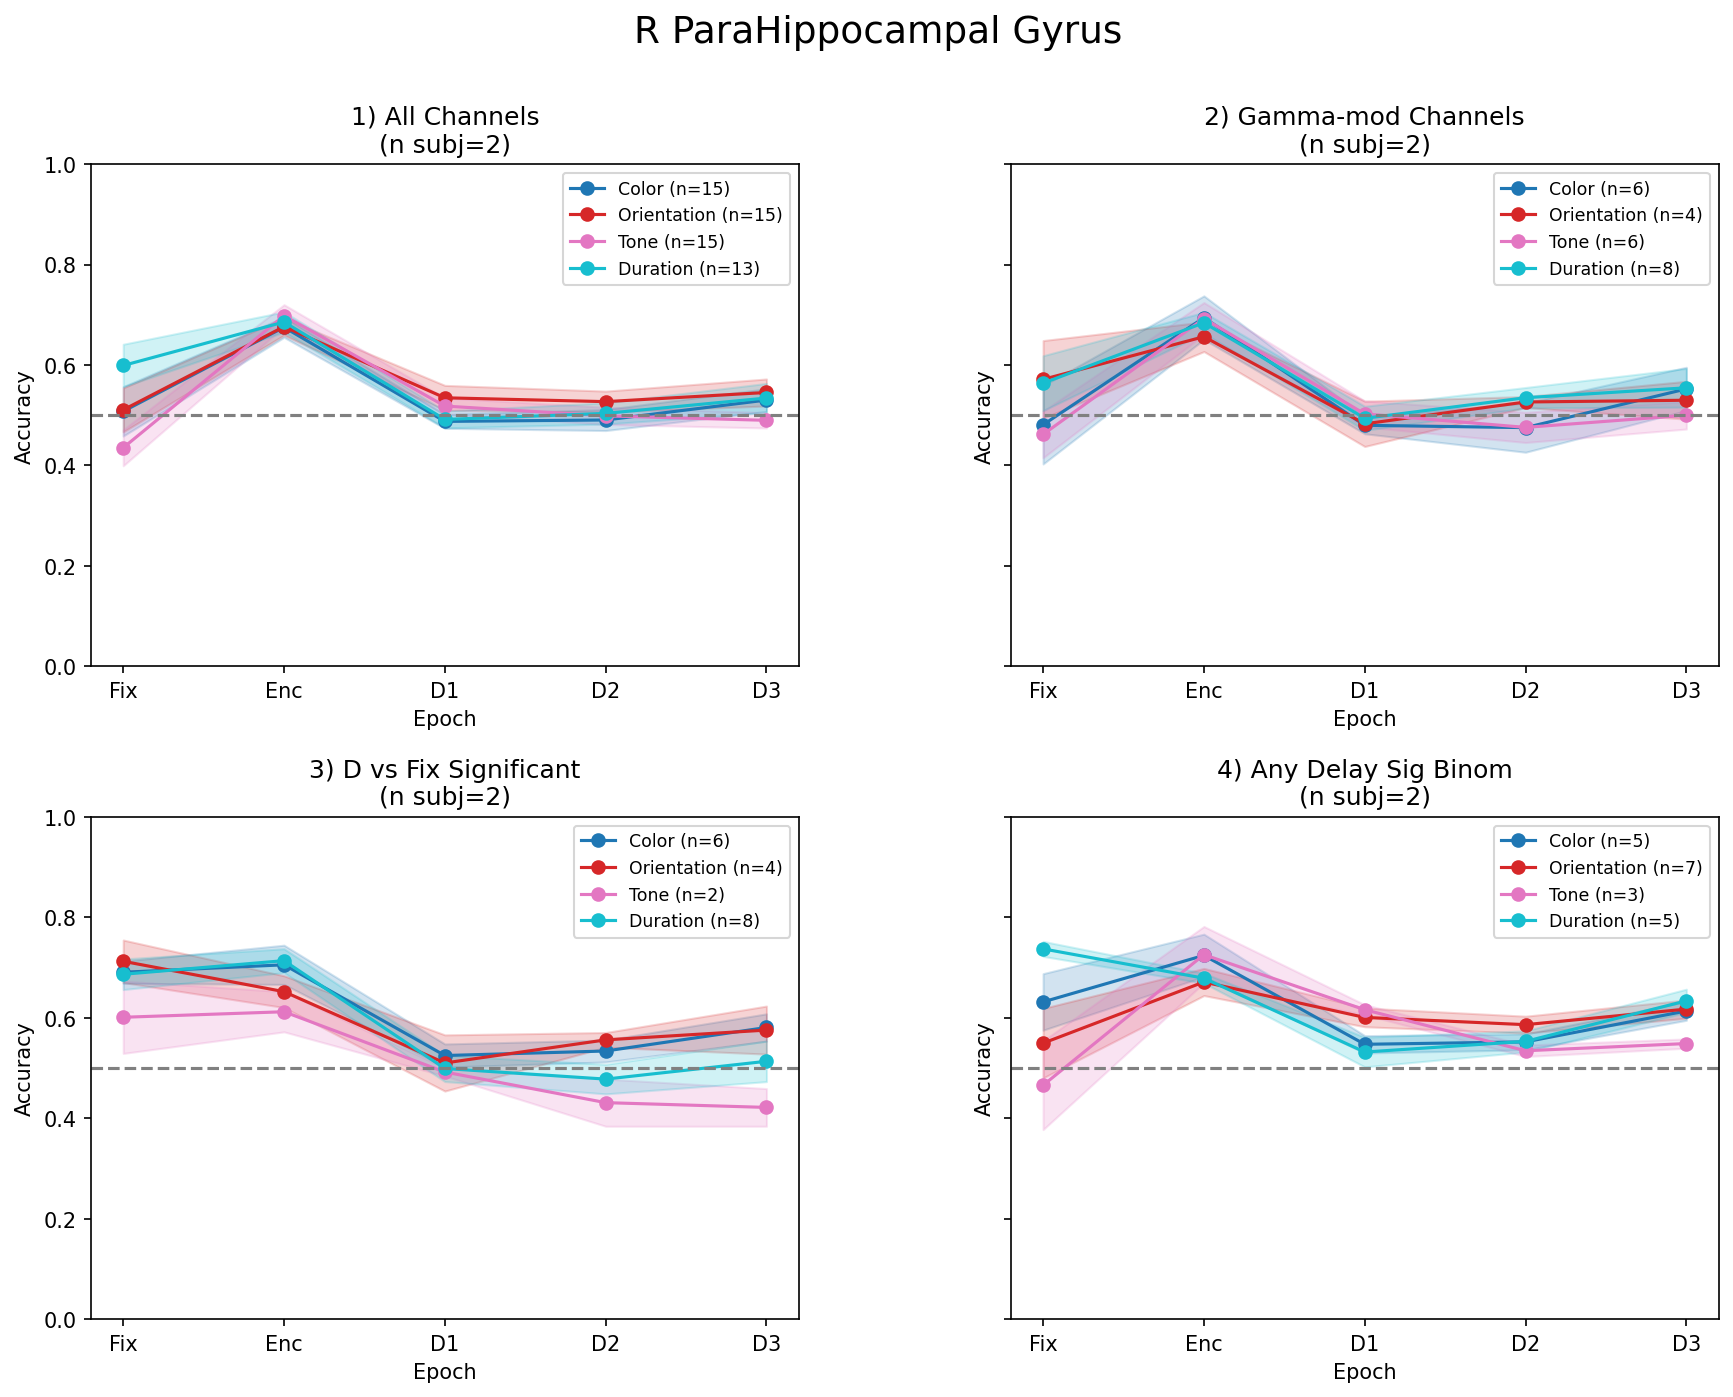 R ParaHippocampal Gyrus
1) All Channels
(n subj=2)
Color (n=15)
Orientation (n=15)
Tone (n=15)
Duration (n=13)
Accuracy
1.0
0.8
0.6
0.4
0.2
0.0
Fix Enc D1 D2 D3
Epoch
2) Gamma-mod Channels
(n subj=2)
Color (n=6)
Orientation (n=4)
Tone (n=6)
Duration (n=8)
Accuracy
Fix Enc D1 D2 D3
Epoch
3) D vs Fix Significant
(n subj=2)
Color (n=6)
Orientation (n=4)
Tone (n=2)
Duration (n=8)
Accuracy
1.0
0.8
0.6
0.4
0.2
0.0
Fix Enc D1 D2 D3
Epoch
4) Any Delay Sig Binom
(n subj=2)
Color (n=5)
Orientation (n=7)
Tone (n=3)
Duration (n=5)
Accuracy
Fix Enc D1 D2 D3
Epoch